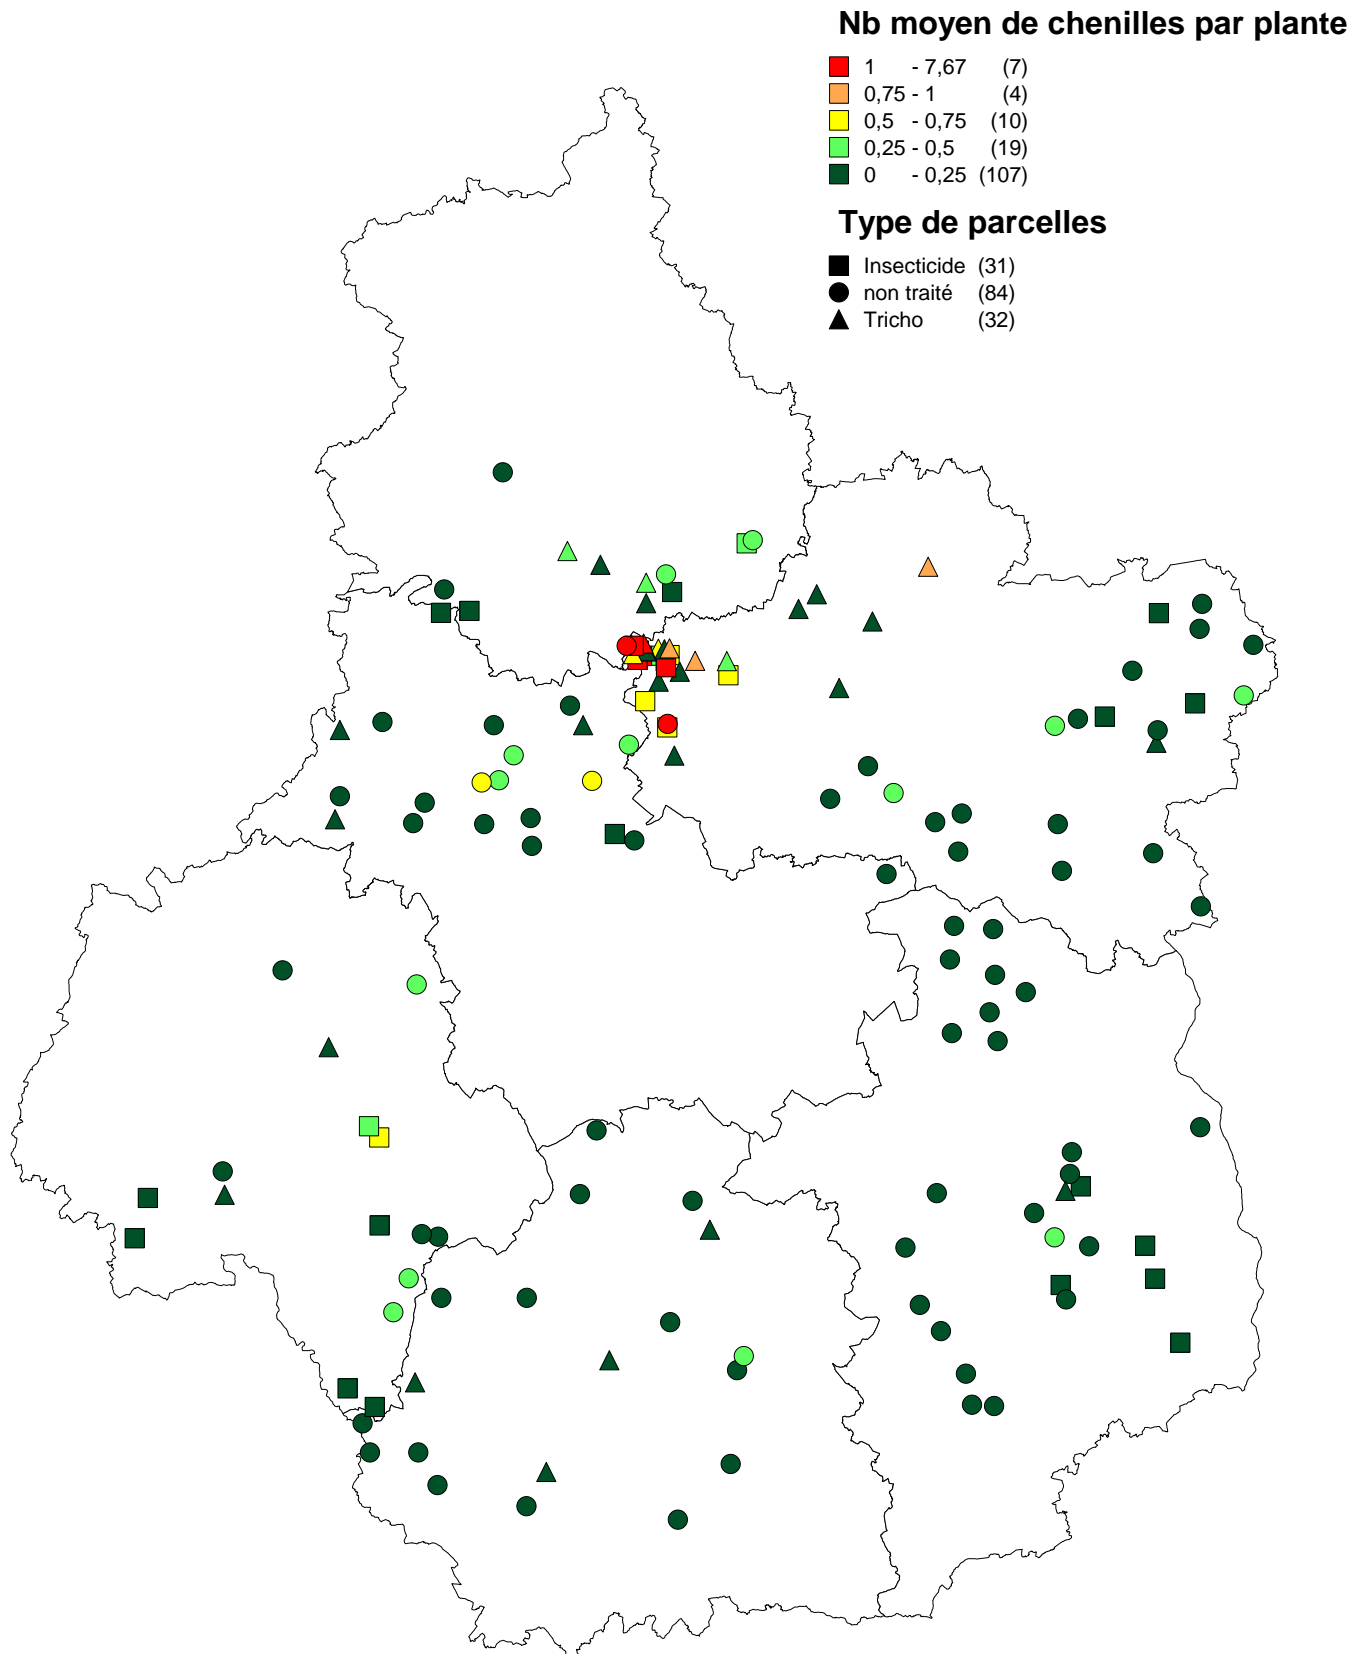 Nb moyen de chenilles par plante
1 - 7,67 (7)
0,75 - 1 (4)
0,5 - 0,75 (10)
0,25 - 0,5 (19)
0 - 0,25 (107)
Type de parcelles
Insecticide (31)
non traité (84)
Tricho (32)